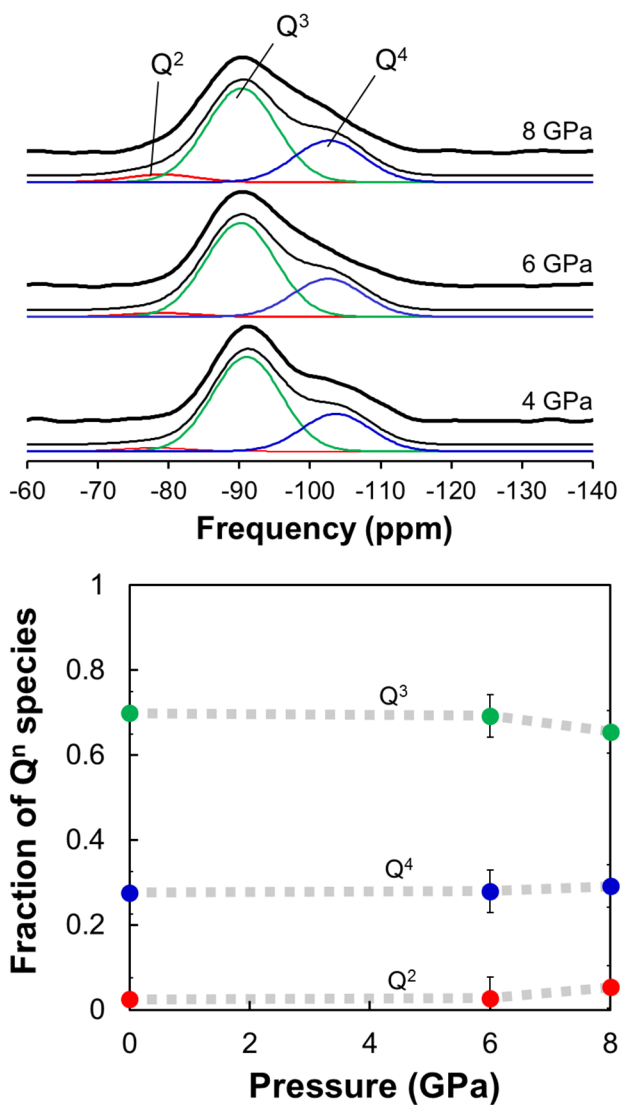 Q³
Q²
Q⁴
8 GPa
6 GPa
4 GPa
-60 -70 -80 -90 -100 -110 -120 -130 -140
Frequency (ppm)
1
0.8
0.6
0.4
0.2
0
Fraction of Qⁿ species
Q³
Q⁴
Q²
0 2 4 6 8
Pressure (GPa)